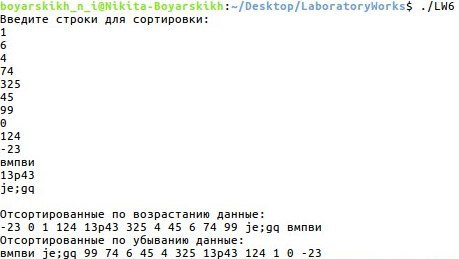 boyarskikh_n_i@Nikita-Boyarskikh:~/Desktop/LaboratoryWorks$ ./LW6
Введите строки для сортировки:
1
6
4
74
325
45
99
0
124
-23
вмпви
13p43
je;gq
Отсортированные по возрастанию данные:
-23 0 1 124 13p43 325 4 45 6 74 99 je;gq вмпви
Отсортированные по убыванию данные:
вмпви je;gq 99 74 6 45 4 325 13p43 124 1 0 -23